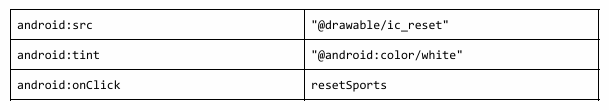 android:src "@drawable/ic_reset"
android:tint "@android:color/white"
android:onClick resetSports